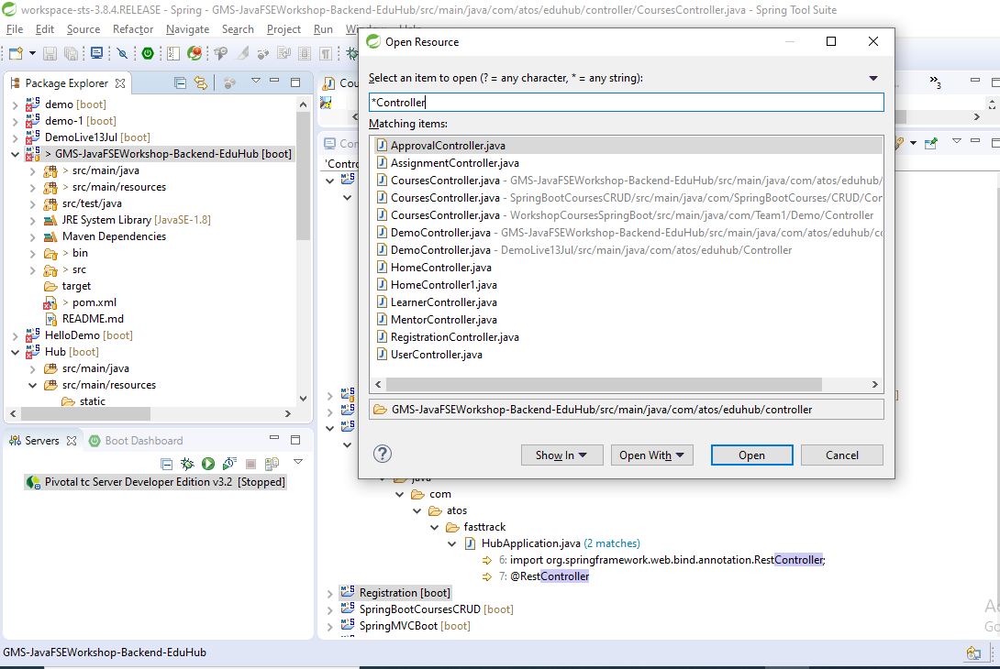 workspace-sts-3.8.4.RELEASE - Spring - GMS-JavaFSEWorkshop-Backend-EduHub/src/main/java/com/atos/eduhub/controller/CoursesController.java - Spring Tool Suite
File Edit Source Refactor Navigate Search Project Run
Package Explorer
demo [boot]
demo-1 [boot]
DemoLive13Jul [boot]
> GMS-JavaFSEWorkshop-Backend-EduHub [boot]
> src/main/java
> src/main/resources
src/test/java
JRE System Library [JavaSE-1.8]
Maven Dependencies
> bin
> src
target
> pom.xml
README.md
HelloDemo [boot]
Hub [boot]
src/main/java
src/main/resources
static
Servers
Boot Dashboard
Pivotal tc Server Developer Edition v3.2 [Stopped]
Open Resource
Select an item to open (? = any character, * = any string):
*Controller
Matching items:
ApprovalController.java
AssignmentController.java
CoursesController.java - GMS-JavaFSEWorkshop-Backend-EduHub/src/main/java/com/atos/eduhub/
CoursesController.java - SpringBootCoursesCRUD/src/main/java/com/SpringBootCourses/CRUD/Con
CoursesController.java - WorkshopCoursesSpringBoot/src/main/java/com/Team1/Demo/Controller
DemoController.java - GMS-JavaFSEWorkshop-Backend-EduHub/src/main/java/com/atos/eduhub/co
DemoController.java - DemoLive13Jul/src/main/java/com/atos/eduhub/Controller
HomeController.java
HomeController1.java
LearnerController.java
MentorController.java
RegistrationController.java
UserController.java
GMS-JavaFSEWorkshop-Backend-EduHub/src/main/java/com/atos/eduhub/controller
Show In
Open With
Open
Cancel
Cou
3
Con
'Contro
java
com
atos
fasttrack
HubApplication.java (2 matches)
6: import org.springframework.web.bind.annotation.RestController;
7: @RestController
Registration [boot]
SpringBootCoursesCRUD [boot]
SpringMVCBoot [boot]
GMS-JavaFSEWorkshop-Backend-EduHub